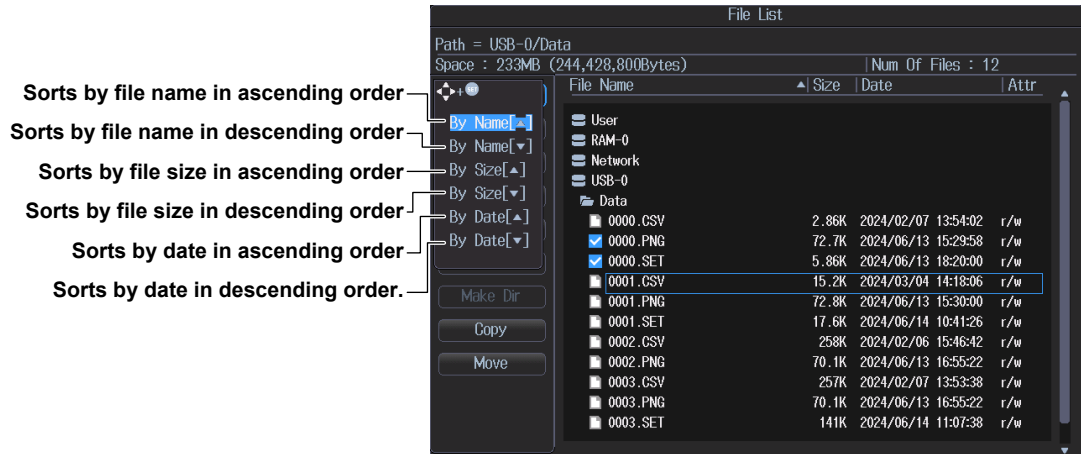 File List
Path = USB-0/Data
Space : 233MB (244,428,800Bytes) Num Of Files : 12
File Name ▲ Size Date Attr
SET
Sorts by file name in ascending order
By Name[▲]
Sorts by file name in descending order
By Name[▼]
Sorts by file size in ascending order
By Size[▲]
Sorts by file size in descending order
By Size[▼]
Sorts by date in ascending order
By Date[▲]
Sorts by date in descending order.
By Date[▼]
Make Dir
Copy
Move
User
RAM-0
Network
USB-0
Data
0000.CSV 2.86K 2024/02/07 13:54:02 r/w
0000.PNG 72.7K 2024/06/13 15:29:58 r/w
0000.SET 5.86K 2024/06/13 18:20:00 r/w
0001.CSV 15.2K 2024/03/04 14:18:06 r/w
0001.PNG 72.8K 2024/06/13 15:30:00 r/w
0001.SET 17.6K 2024/06/14 10:41:26 r/w
0002.CSV 258K 2024/02/06 15:46:42 r/w
0002.PNG 70.1K 2024/06/13 16:55:22 r/w
0003.CSV 257K 2024/02/07 13:53:38 r/w
0003.PNG 70.1K 2024/06/13 16:55:22 r/w
0003.SET 141K 2024/06/14 11:07:38 r/w